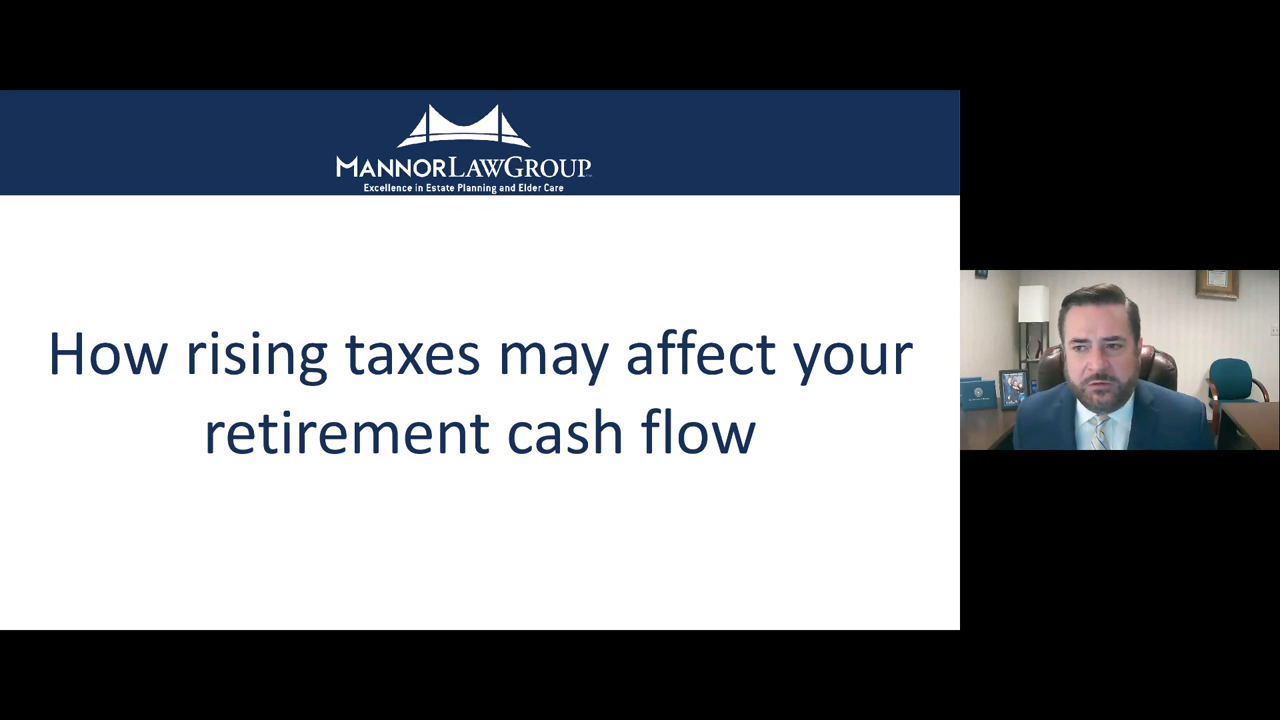 MANNORLAWGROUP
Excellence in Estate Planning and Elder Care
How rising taxes may affect your
retirement cash flow